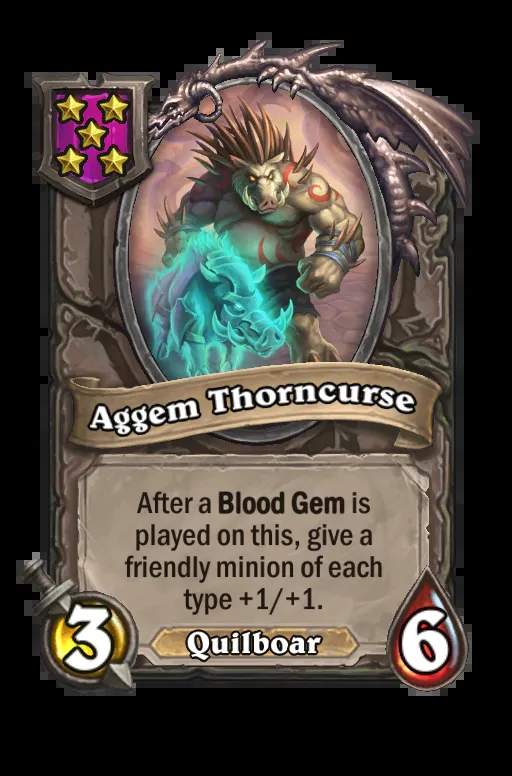 Aggem Thorncurse
After a Blood Gem is
played on this, give a
friendly minion of each
type +1/+1.
3
Quilboar
6